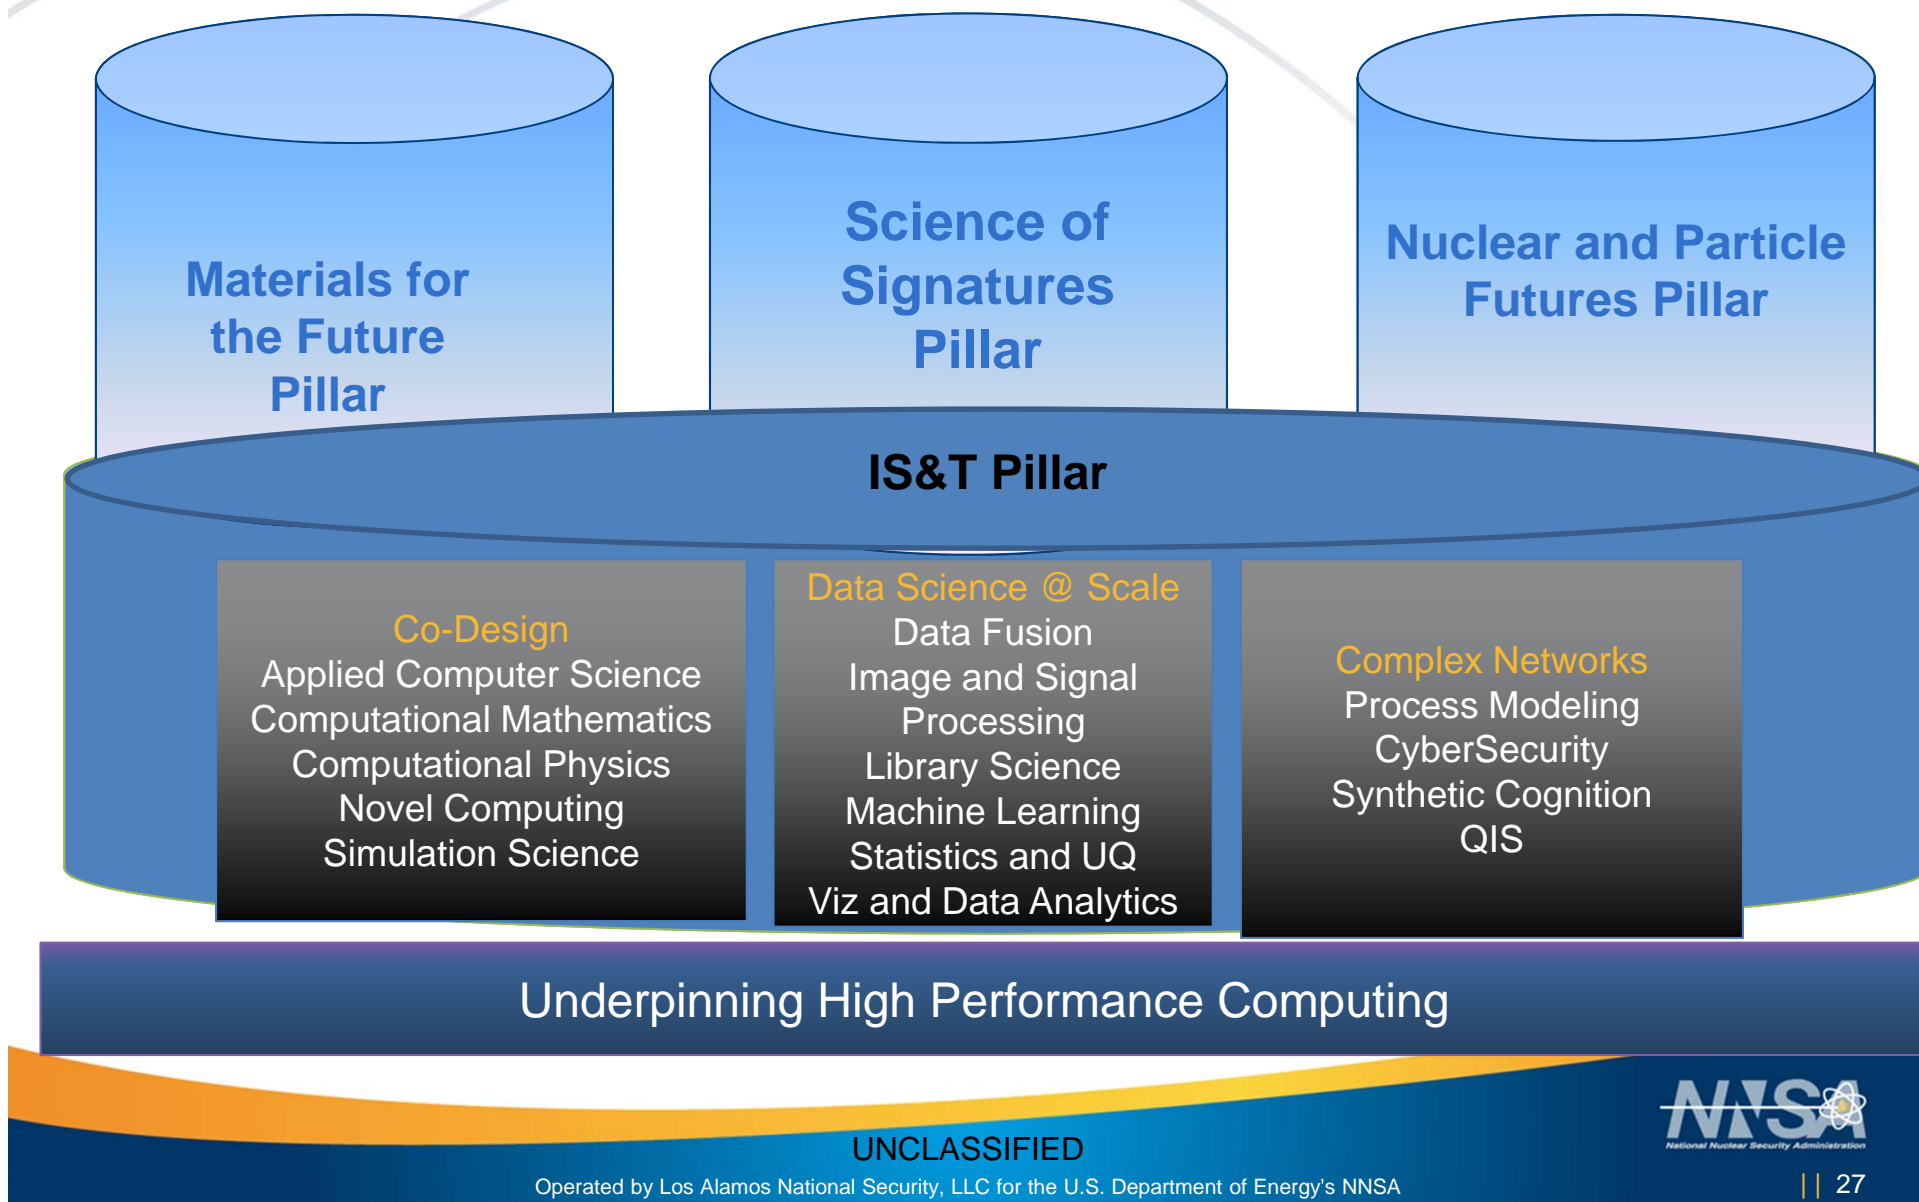 Materials for
the Future
Pillar
Science of
Signatures
Pillar
Nuclear and Particle
Futures Pillar
IS&T Pillar
Co-Design
Applied Computer Science
Computational Mathematics
Computational Physics
Novel Computing
Simulation Science
Data Science @ Scale
Data Fusion
Image and Signal
Processing
Library Science
Machine Learning
Statistics and UQ
Viz and Data Analytics
Complex Networks
Process Modeling
CyberSecurity
Synthetic Cognition
QIS
Underpinning High Performance Computing
NNSA
National Nuclear Security Administration
UNCLASSIFIED
Operated by Los Alamos National Security, LLC for the U.S. Department of Energy's NNSA
| | 27